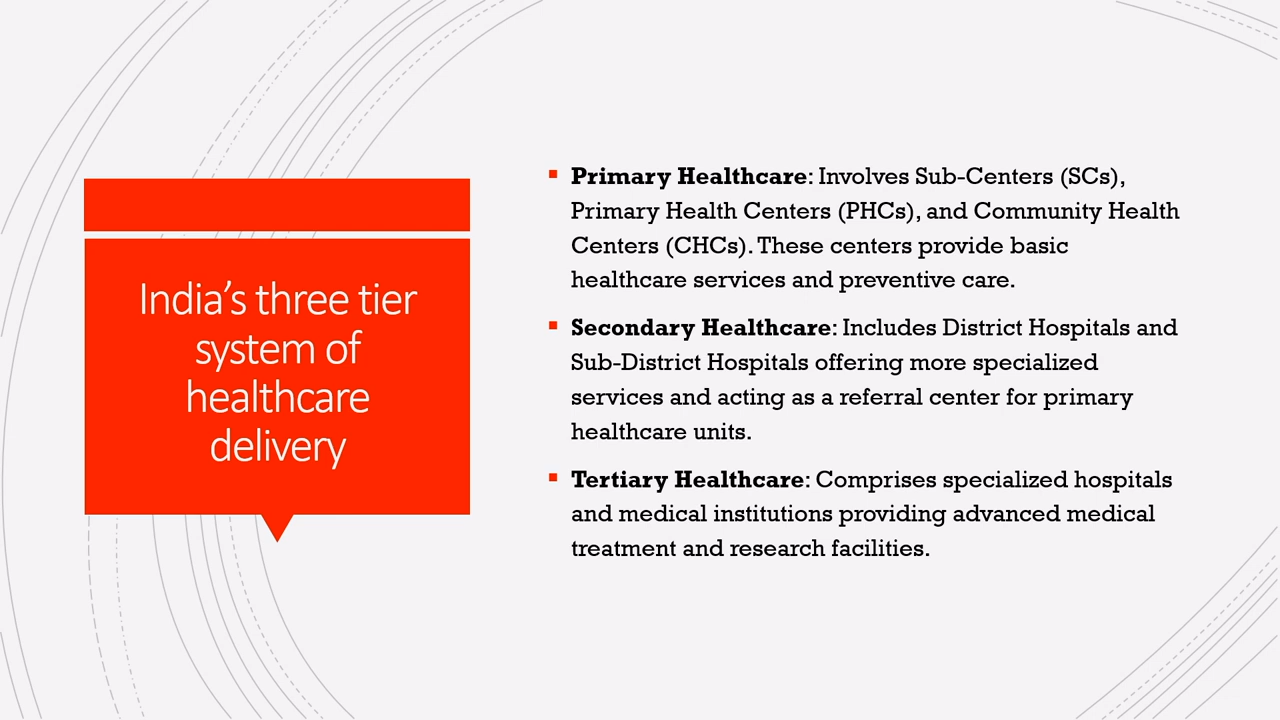 India’s three tier
system of
healthcare
delivery
▪ Primary Healthcare: Involves Sub-Centers (SCs),
Primary Health Centers (PHCs), and Community Health
Centers (CHCs). These centers provide basic
healthcare services and preventive care.
▪ Secondary Healthcare: Includes District Hospitals and
Sub-District Hospitals offering more specialized
services and acting as a referral center for primary
healthcare units.
▪ Tertiary Healthcare: Comprises specialized hospitals
and medical institutions providing advanced medical
treatment and research facilities.